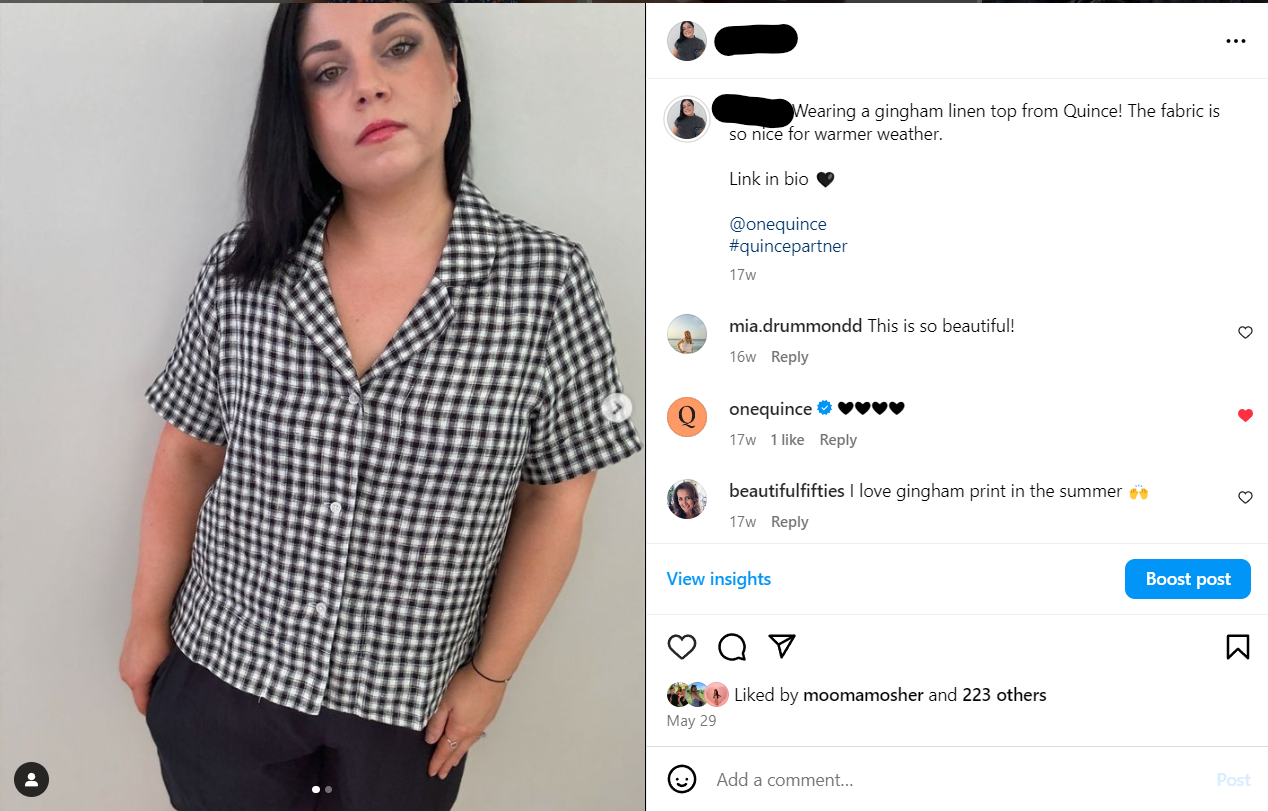 Wearing a gingham linen top from Quince! The fabric is
so nice for warmer weather.
Link in bio 🖤
@onequince
#quincepartner
17w
mia.drummondd This is so beautiful!
16w Reply
Q
onequince 🖤🖤🖤🖤
17w 1 like Reply
beautifulfifties I love gingham print in the summer 🙌
17w Reply
View insights
Boost post
Liked by moomamosher and 223 others
May 29
Add a comment...
Post